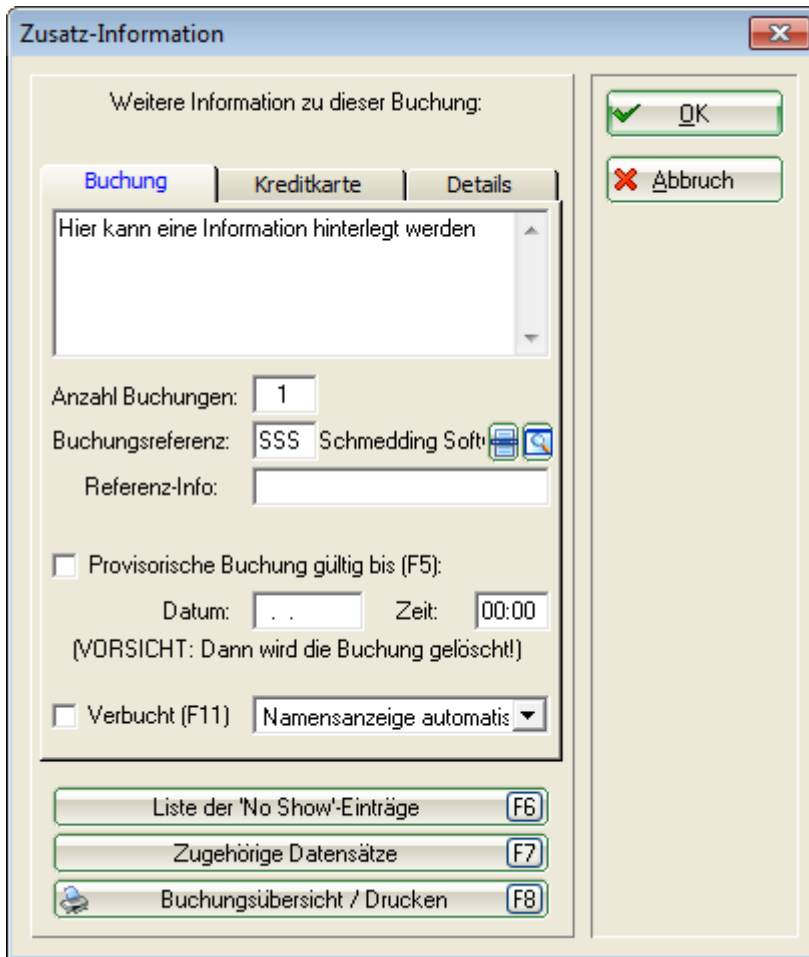 Zusatz-Information
Weitere Information zu dieser Buchung:
OK
Abbruch
Buchung Kreditkarte Details
Hier kann eine Information hinterlegt werden
Anzahl Buchungen: 1
Buchungsreferenz: SSS Schmedding Soft
Referenz-Info:
Provisorische Buchung gültig bis (F5):
Datum: . . Zeit: 00:00
(VORSICHT: Dann wird die Buchung gelöscht!)
Verbucht (F11) Namensanzeige automatis
Liste der 'No Show'-Einträge F6
Zugehörige Datensätze F7
Buchungsübersicht / Drucken F8